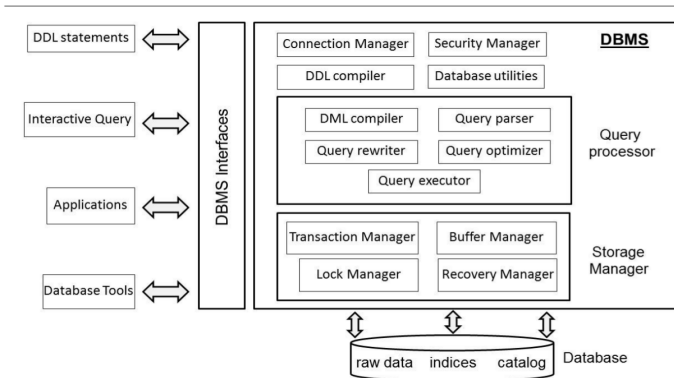 DDL statements
Interactive Query
Applications
Database Tools
DBMS Interfaces
DBMS
Connection Manager
Security Manager
DDL compiler
Database utilities
DML compiler
Query parser
Query rewriter
Query optimizer
Query executor
Query
processor
Transaction Manager
Buffer Manager
Lock Manager
Recovery Manager
Storage
Manager
raw data indices catalog
Database